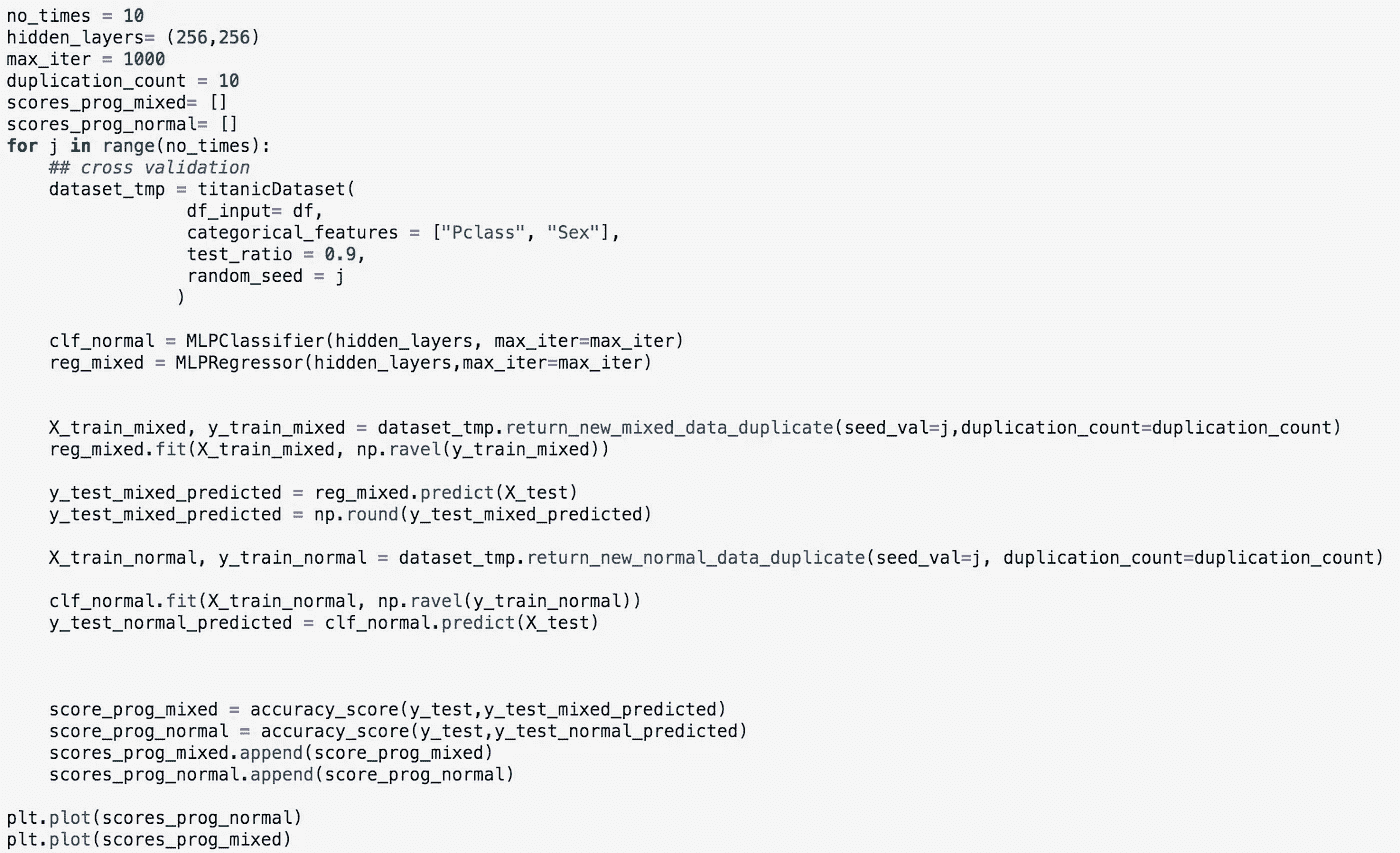 no_times = 10
hidden_layers= (256,256)
max_iter = 1000
duplication_count = 10
scores_prog_mixed= []
scores_prog_normal= []
for j in range(no_times):
    ## cross validation
    dataset_tmp = titanicDataset(
                 df_input= df,
                 categorical_features = ["Pclass", "Sex"],
                 test_ratio = 0.9,
                 random_seed = j
                )
    clf_normal = MLPClassifier(hidden_layers, max_iter=max_iter)
    reg_mixed = MLPRegressor(hidden_layers,max_iter=max_iter)
    X_train_mixed, y_train_mixed = dataset_tmp.return_new_mixed_data_duplicate(seed_val=j,duplication_count=duplication_count)
    reg_mixed.fit(X_train_mixed, np.ravel(y_train_mixed))
    y_test_mixed_predicted = reg_mixed.predict(X_test)
    y_test_mixed_predicted = np.round(y_test_mixed_predicted)
    X_train_normal, y_train_normal = dataset_tmp.return_new_normal_data_duplicate(seed_val=j, duplication_count=duplication_count)
    clf_normal.fit(X_train_normal, np.ravel(y_train_normal))
    y_test_normal_predicted = clf_normal.predict(X_test)
    score_prog_mixed = accuracy_score(y_test,y_test_mixed_predicted)
    score_prog_normal = accuracy_score(y_test,y_test_normal_predicted)
    scores_prog_mixed.append(score_prog_mixed)
    scores_prog_normal.append(score_prog_normal)
plt.plot(scores_prog_normal)
plt.plot(scores_prog_mixed)